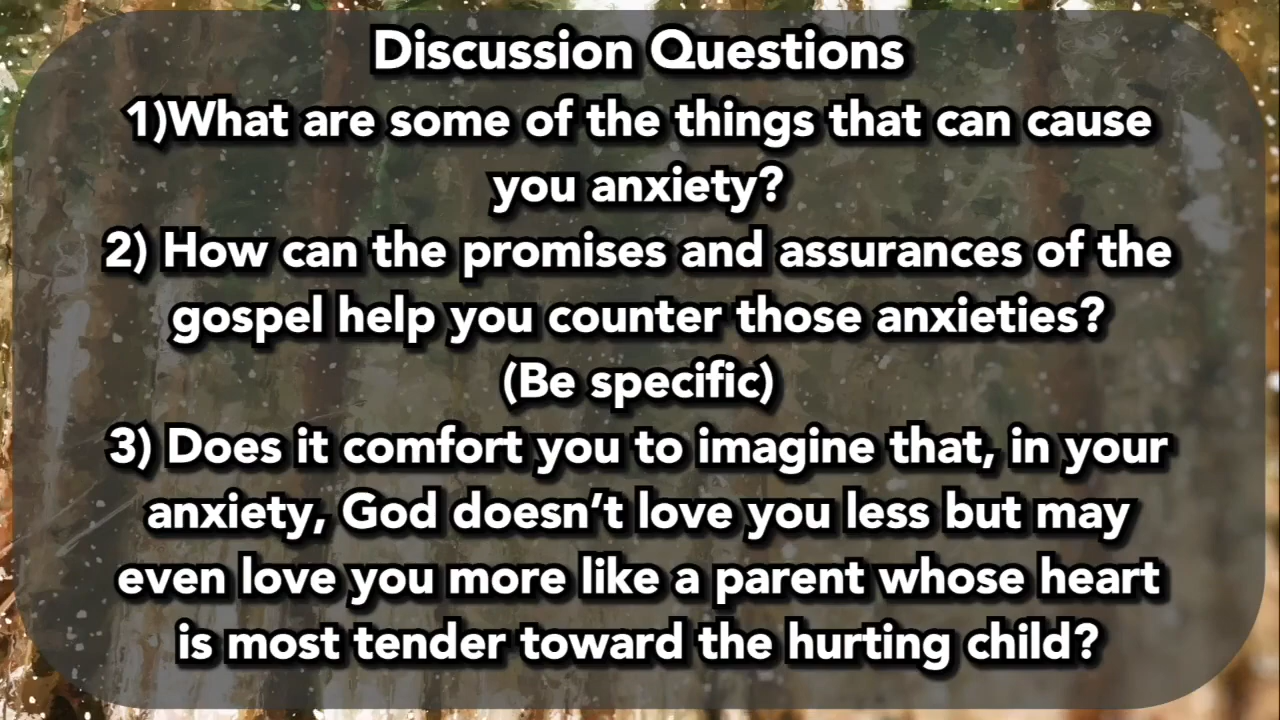 Discussion Questions
1)What are some of the things that can cause
you anxiety?
2) How can the promises and assurances of the
gospel help you counter those anxieties?
(Be specific)
3) Does it comfort you to imagine that, in your
anxiety, God doesn’t love you less but may
even love you more like a parent whose heart
is most tender toward the hurting child?